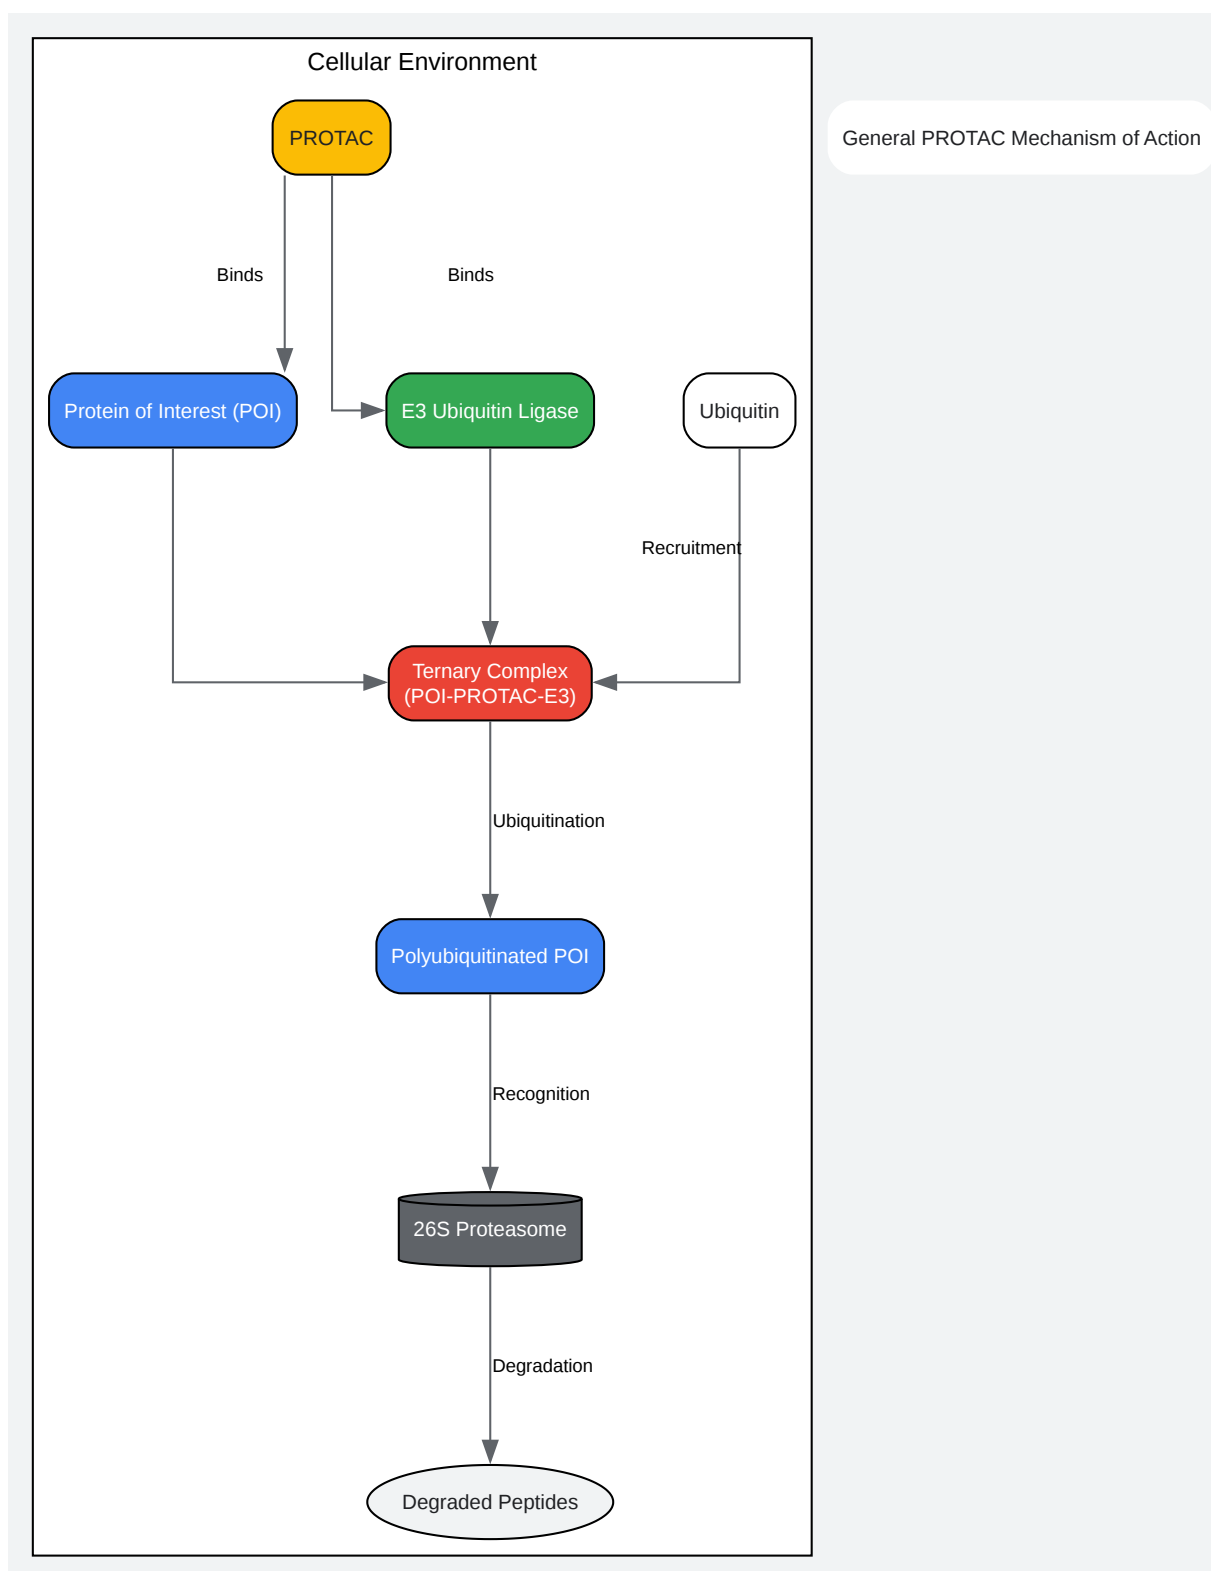 Cellular Environment
PROTAC
General PROTAC Mechanism of Action
Binds
Binds
Protein of Interest (POI)
E3 Ubiquitin Ligase
Ubiquitin
Recruitment
Ternary Complex
(POI-PROTAC-E3)
Ubiquitination
Polyubiquitinated POI
Recognition
26S Proteasome
Degradation
Degraded Peptides